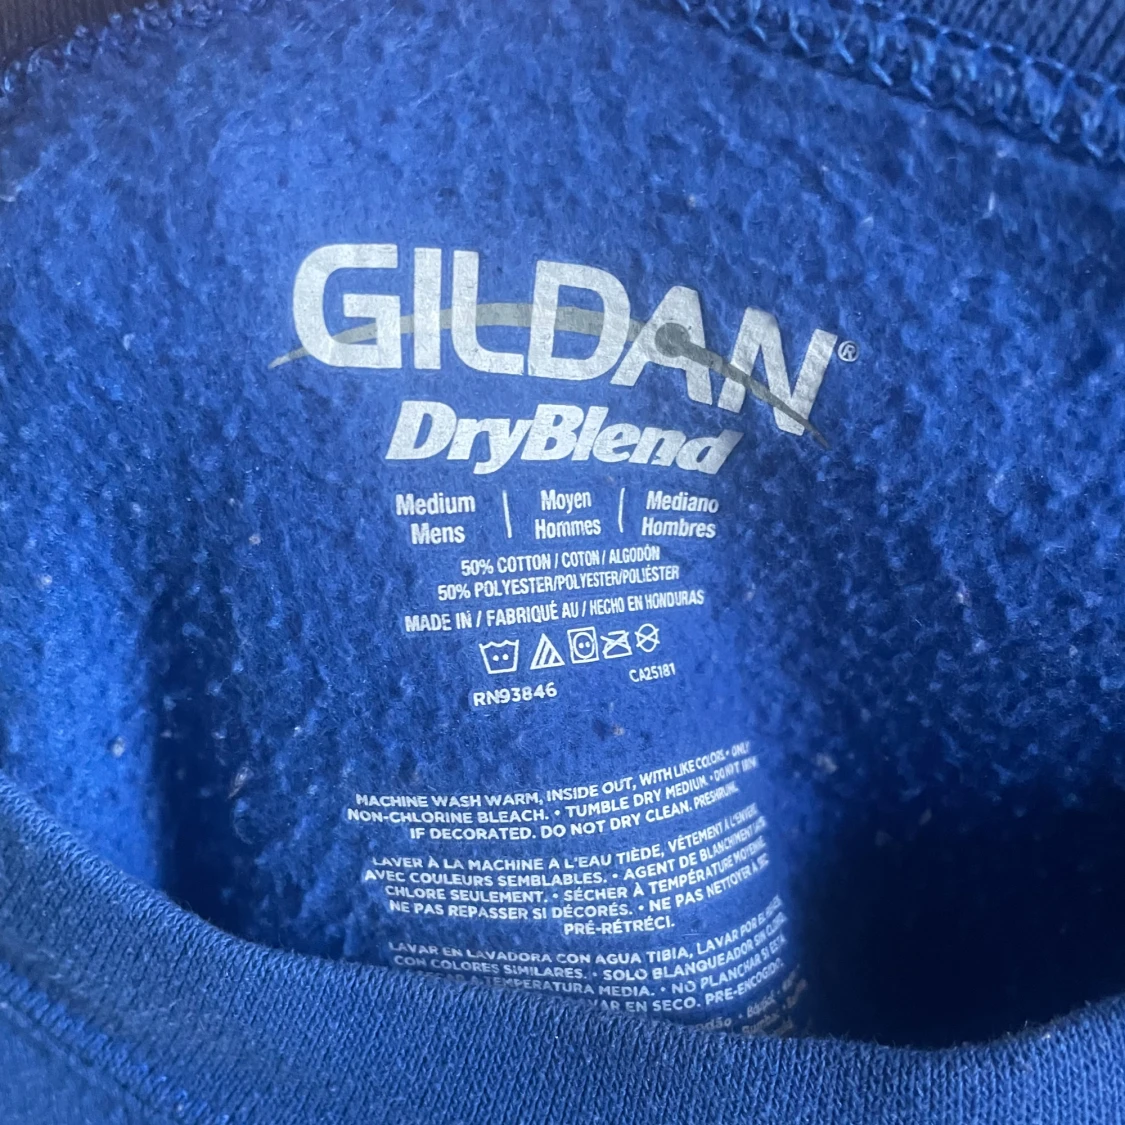 GILDAN®
DryBlend
Medium | Moyen | Mediano
Mens Hommes Hombres
50% COTTON / COTON / ALGODÓN
50% POLYESTER/POLYESTER/POLIÉSTER
MADE IN / FABRIQUÉ AU / HECHO EN HONDURAS
RN93846 CA25181
MACHINE WASH WARM, INSIDE OUT, WITH LIKE COLORS • ONLY
NON-CHLORINE BLEACH. • TUMBLE DRY MEDIUM. • DO NOT IRON
IF DECORATED. DO NOT DRY CLEAN. PRESHRUNK.
LAVER À LA MACHINE A L'EAU TIÈDE, VÊTEMENT À L'ENVERS,
AVEC COULEURS SEMBLABLES. • AGENT DE BLANCHIMENT
CHLORE SEULEMENT. • SÉCHER À TEMPÉRATURE MOYENNE.
NE PAS REPASSER SI DÉCORÉS. • NE PAS NETTOYER À SEC
PRÉ-RÉTRÉCI.
LAVAR EN LAVADORA CON AGUA TIBIA, LAVAR POR EL
CON COLORES SIMILARES. • SOLO BLANQUEADOR SIN CLORO.
TEMPERATURA MEDIA. • NO PLANCHAR SI ESTA
EN SECO. PRE-ENCOGIDO.